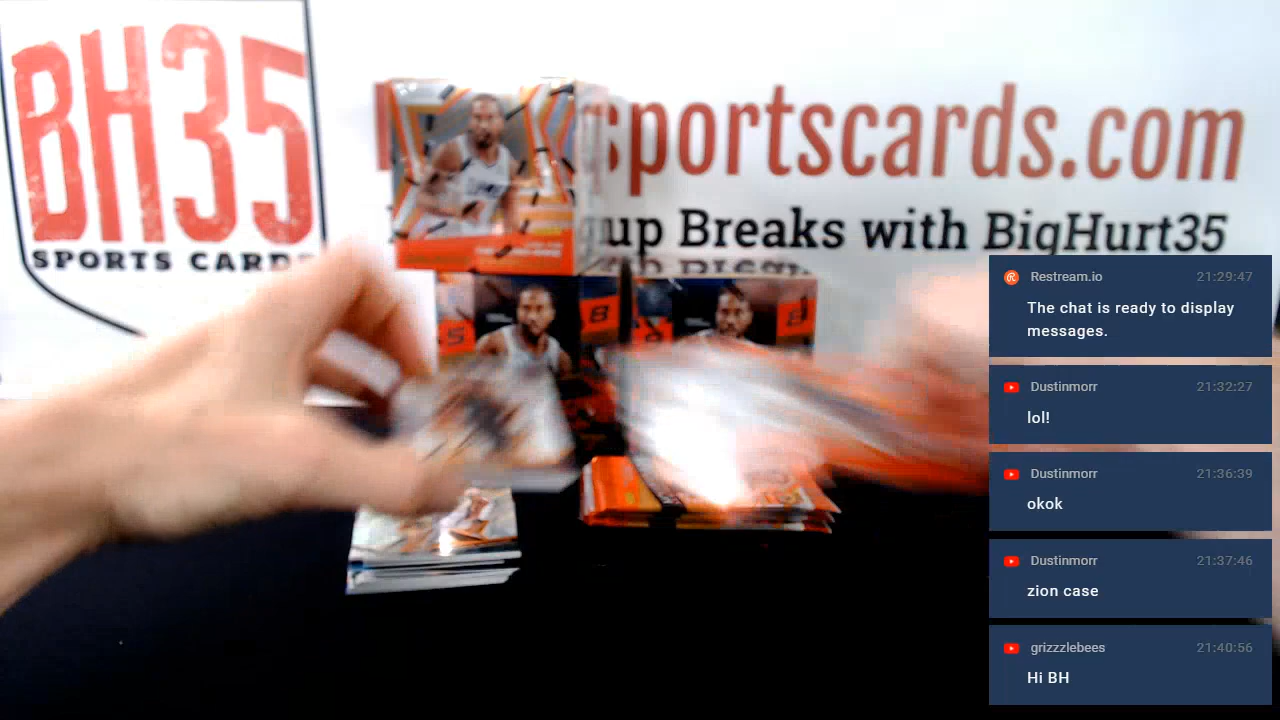 BH35
SPORTS CARDS
sportscards.com
up Breaks with BigHurt35
Restream.io 21:29:47
The chat is ready to display
messages.
Dustinmorr 21:32:27
lol!
Dustinmorr 21:36:39
okok
Dustinmorr 21:37:46
zion case
grizzzlebees 21:40:56
Hi BH